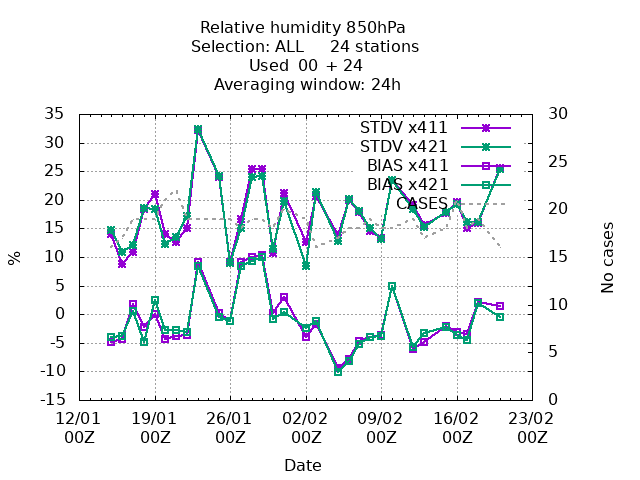 Relative humidity 850hPa
Selection: ALL     24 stations
Used  00 + 24
Averaging window: 24h
35 30
STDV x411
30
STDV x421
25 25
BIAS x411
BIAS x421
20 20
CASES
15 15
10
5 10
0
-5 5
-10
-15 0
%
No cases
12/01 19/01 26/01 02/02 09/02 16/02 23/02
00Z 00Z 00Z 00Z 00Z 00Z 00Z
Date